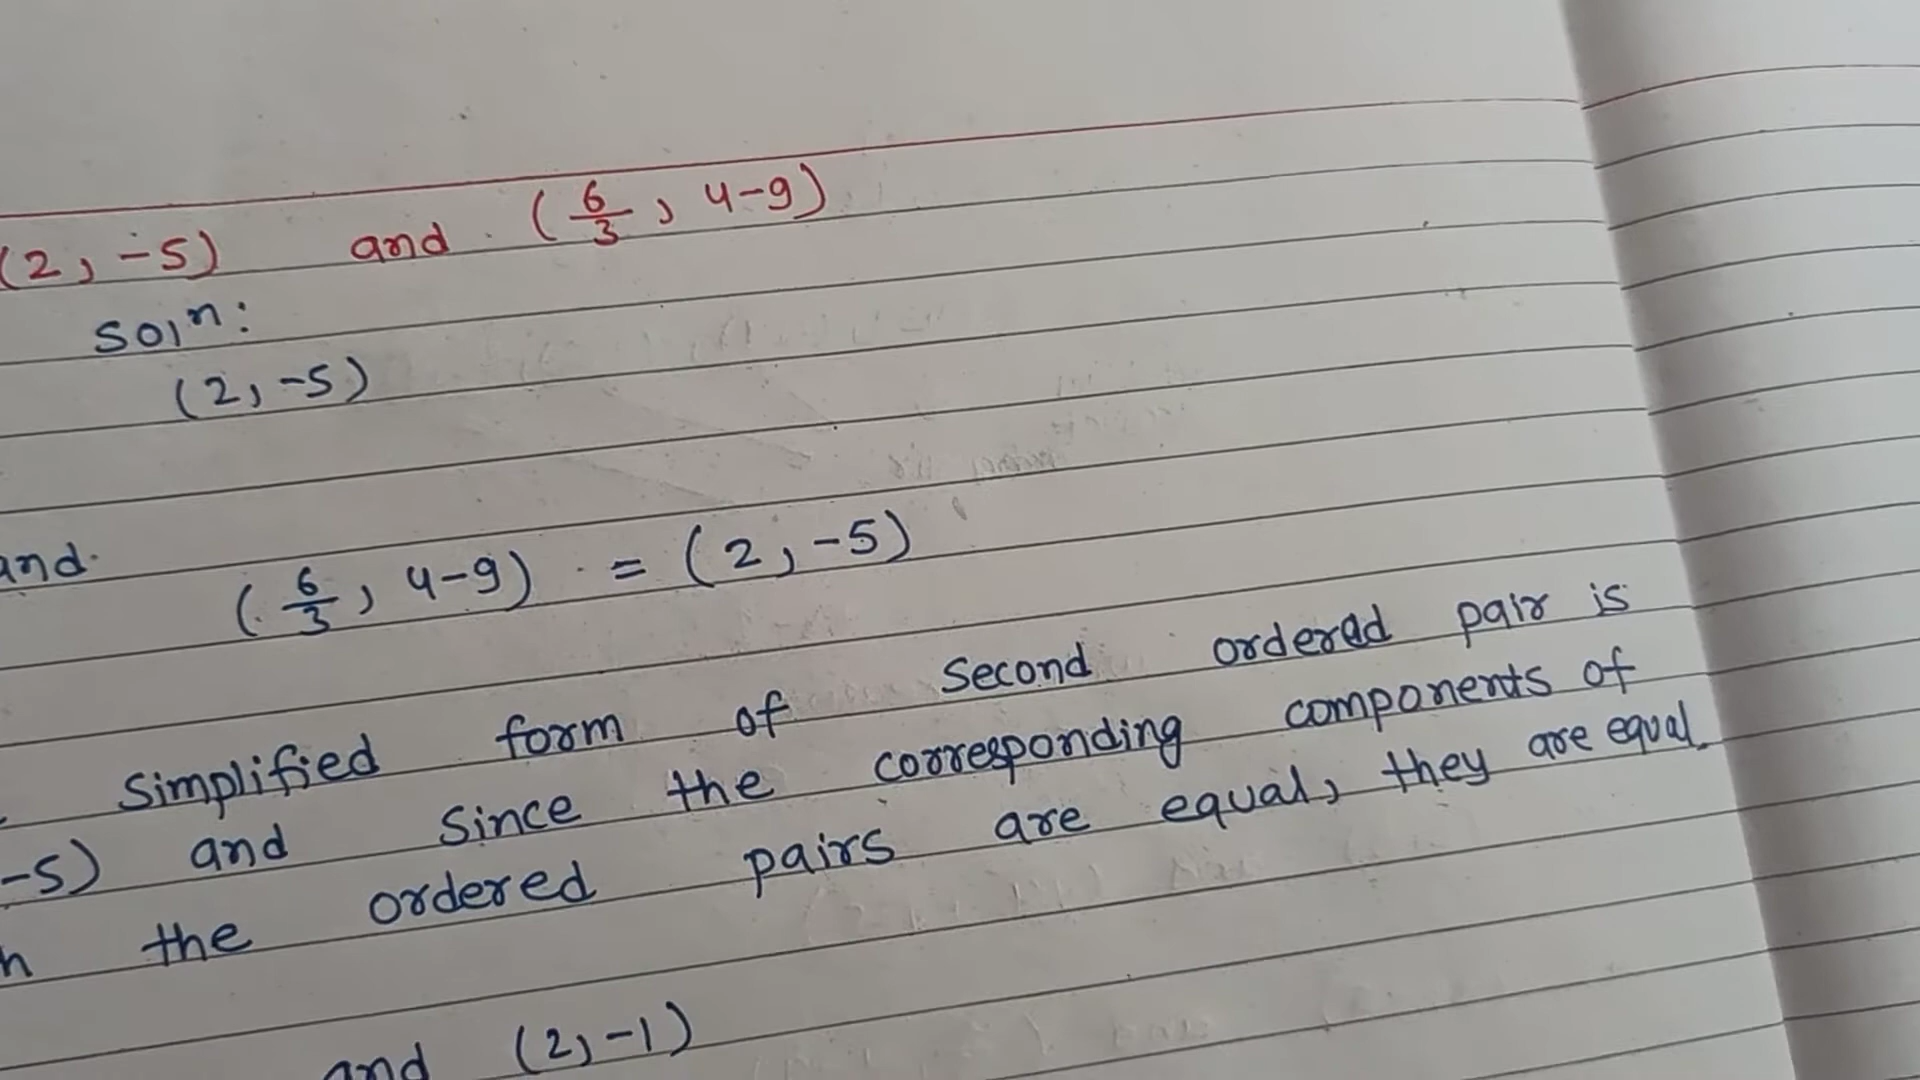 (2, -5) and (6/3, 4-9)
Soln:
(2, -5)
and
(6/3, 4-9) = (2, -5)
Simplified form of Second ordered pair is
-5) and Since the corresponding components of
the ordered pairs are equal, they are equal.
and (2, -1)